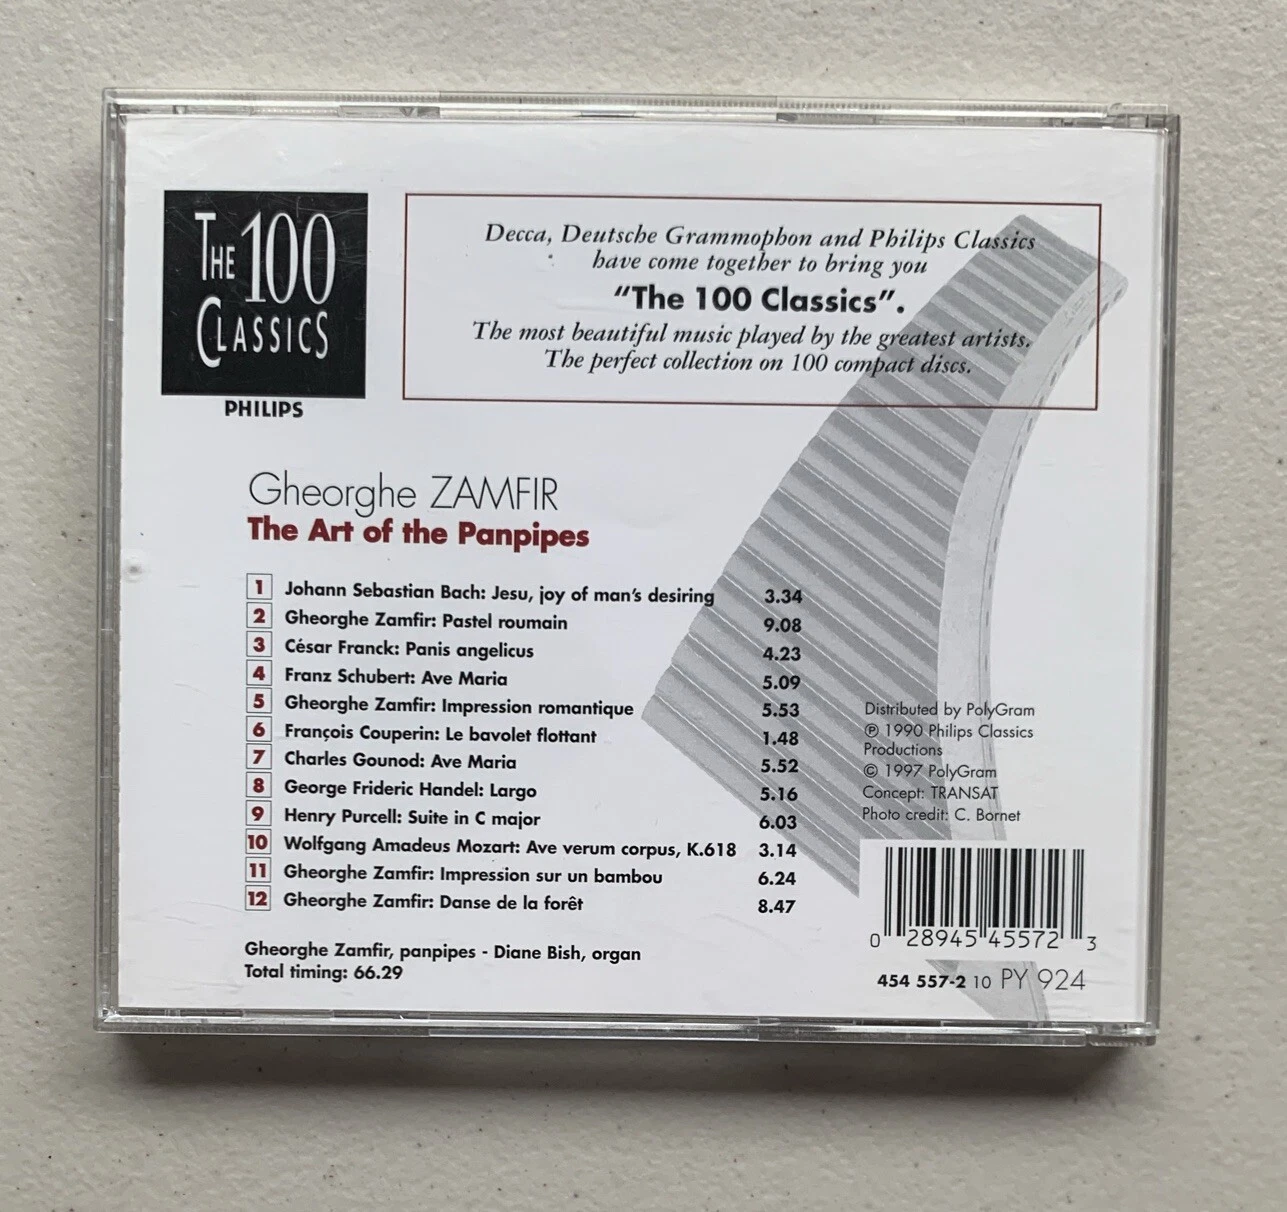 THE 100
CLASSICS
PHILIPS
Decca, Deutsche Grammophon and Philips Classics
have come together to bring you
"The 100 Classics".
The most beautiful music played by the greatest artists.
The perfect collection on 100 compact discs.
Gheorghe ZAMFIR
The Art of the Panpipes
1 Johann Sebastian Bach: Jesu, joy of man's desiring 3.34
2 Gheorghe Zamfir: Pastel roumain 9.08
3 César Franck: Panis angelicus 4.23
4 Franz Schubert: Ave Maria 5.09
5 Gheorghe Zamfir: Impression romantique 5.53
6 François Couperin: Le bavolet flottant 1.48
7 Charles Gounod: Ave Maria 5.52
8 George Frideric Handel: Largo 5.16
9 Henry Purcell: Suite in C major 6.03
10 Wolfgang Amadeus Mozart: Ave verum corpus, K.618 3.14
11 Gheorghe Zamfir: Impression sur un bambou 6.24
12 Gheorghe Zamfir: Danse de la forêt 8.47
Gheorghe Zamfir, panpipes - Diane Bish, organ
Total timing: 66.29
Distributed by PolyGram
℗ 1990 Philips Classics
Productions
© 1997 PolyGram
Concept: TRANSAT
Photo credit: C. Bornet
0 28945 45572 3
454 557-2 10 PY 924